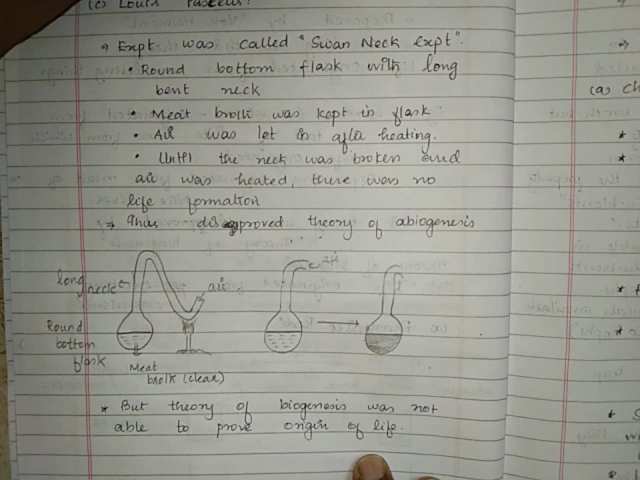 (c) Louis Pasteur:
→ Expt was called "Swan Neck expt".
• Round bottom flask with long
bent neck
• Meat broth was kept in flask
• Air was let in after heating.
• Until the neck was broken and
air was heated, there was no
life formation
⇒ Thus disproved theory of abiogenesis
long neck
air
Round
bottom
flask
Meat
broth (clear)
air
* But theory of biogenesis was not
able to prove origin of life.
(a) Ch